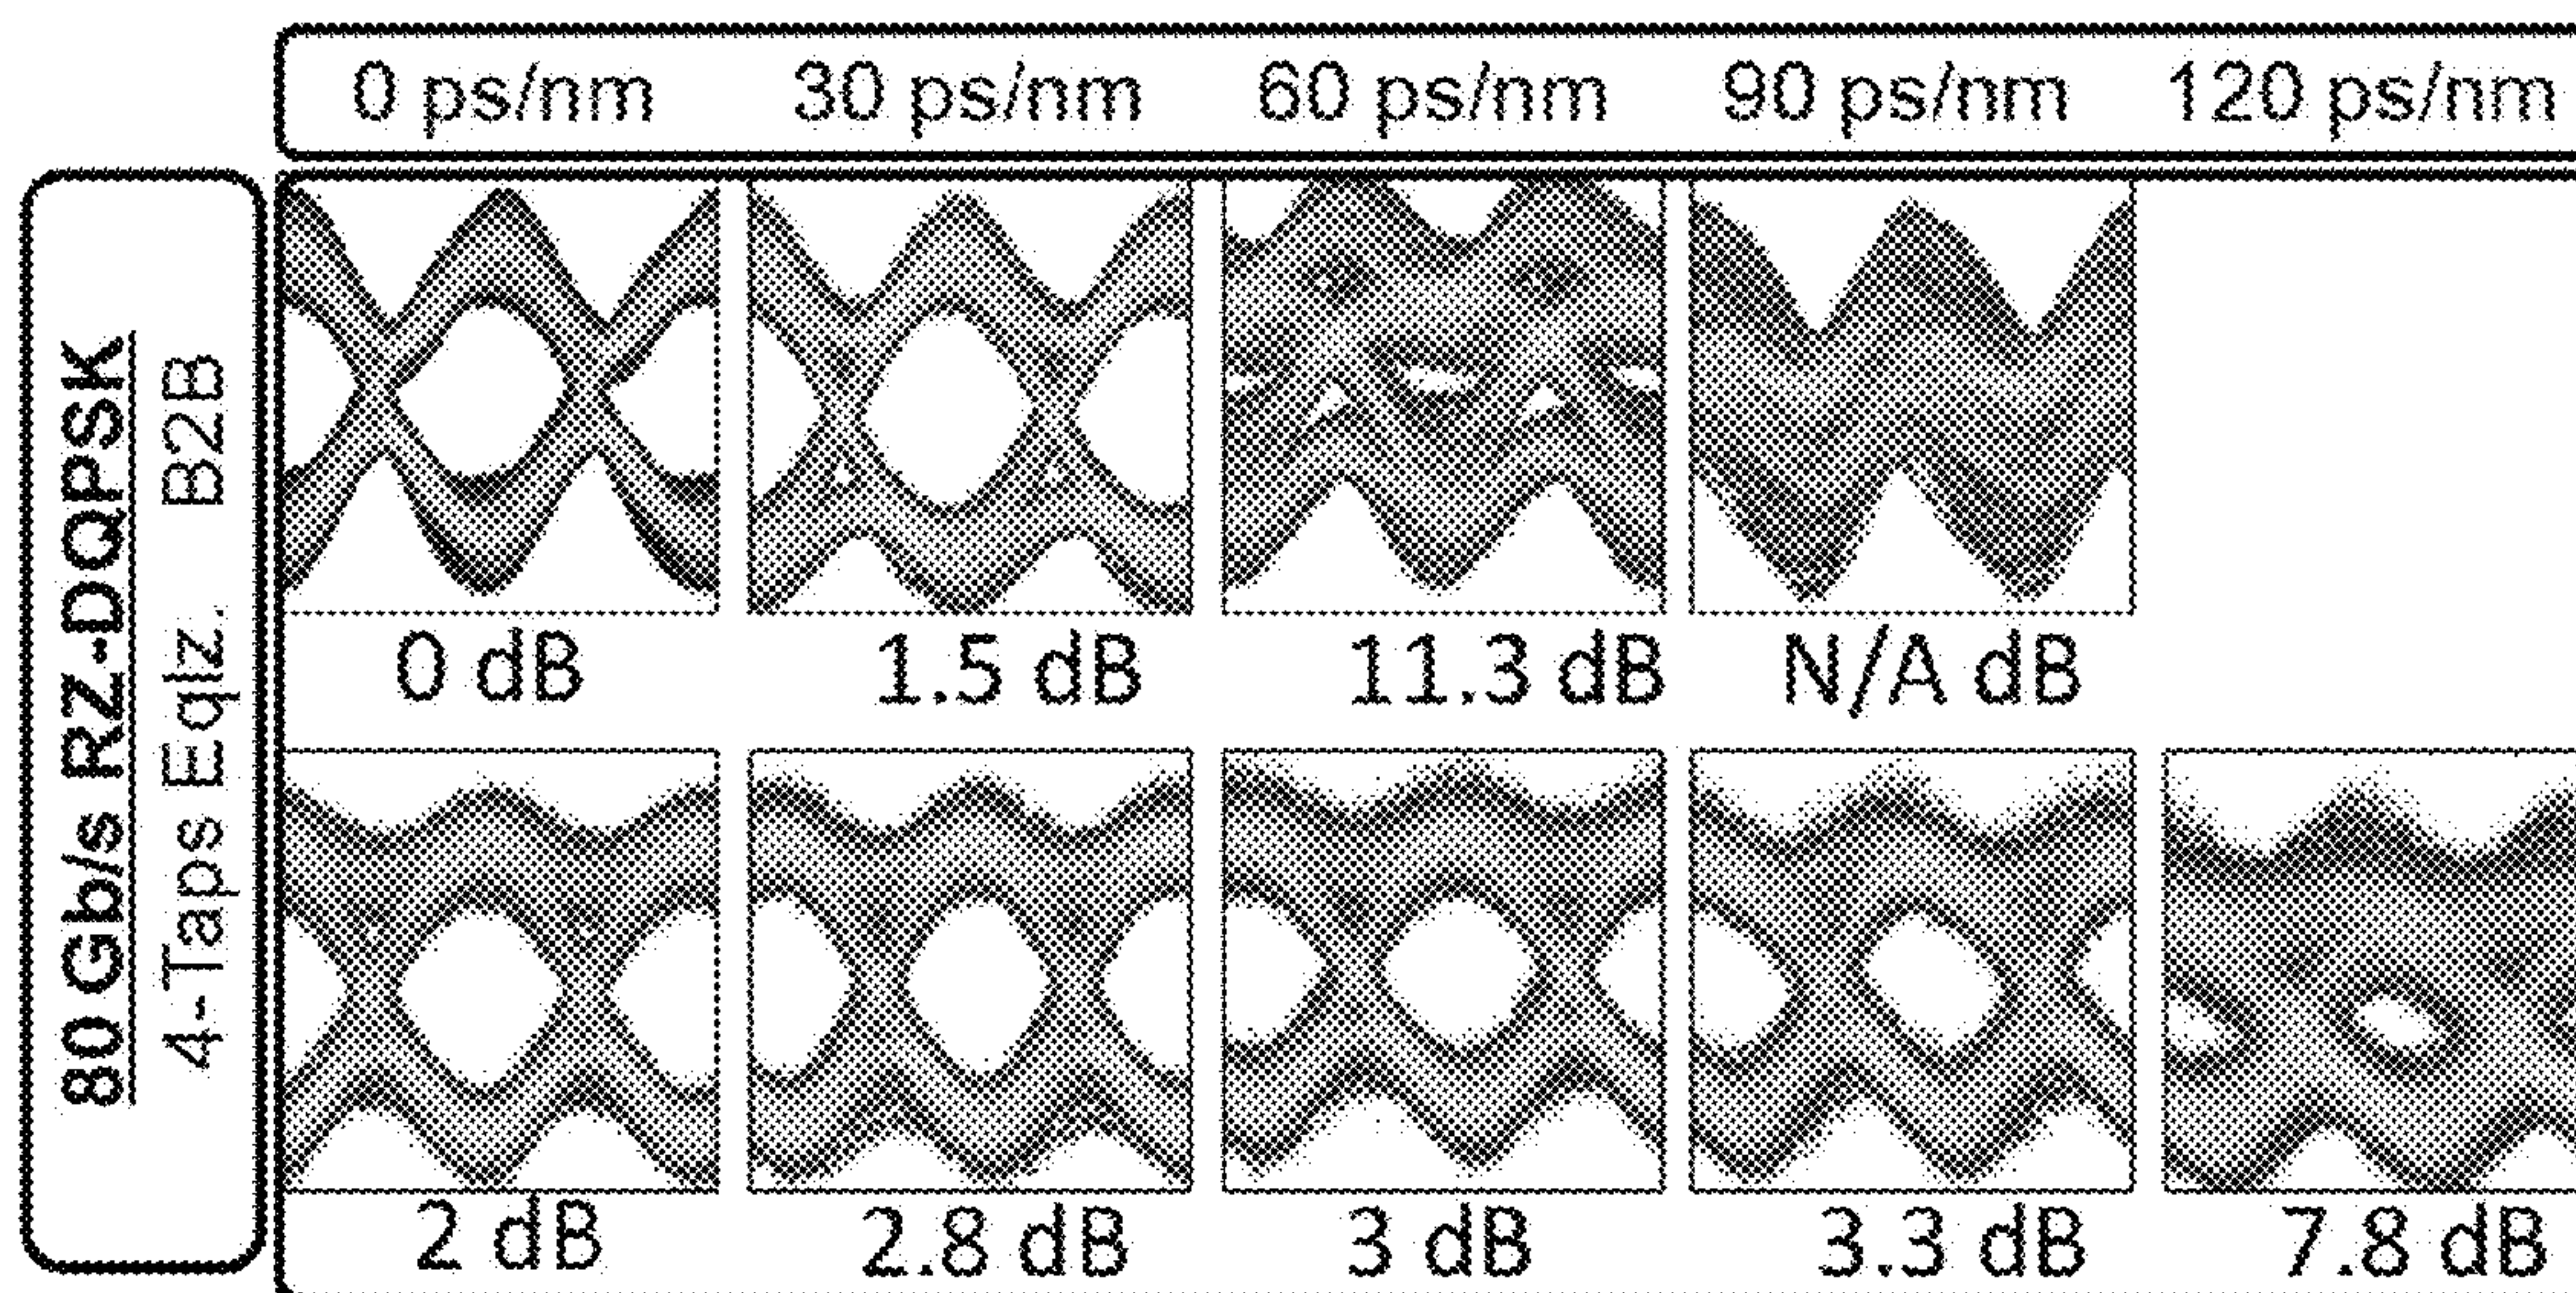 0 ps/nm 30 ps/nm 60 ps/nm 90 ps/nm 120 ps/nm
80 Gb/s RZ-DQPSK
4-Taps Eqlz. B2B
0 dB 1.5 dB 11.3 dB N/A dB
2 dB 2.8 dB 3 dB 3.3 dB 7.8 dB